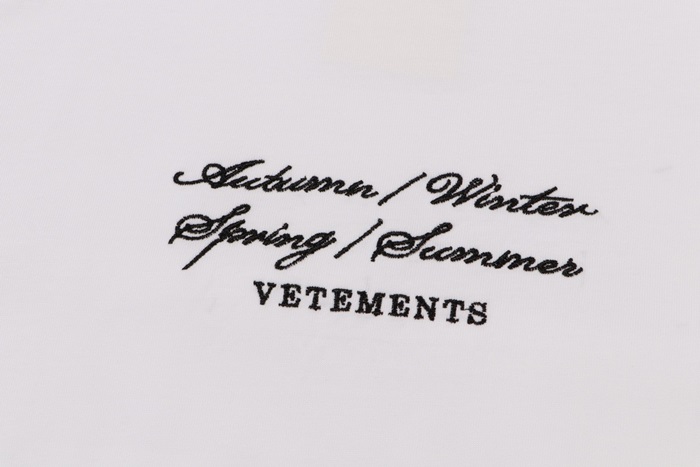 Autumn / Winter
Spring / Summer
VETEMENTS